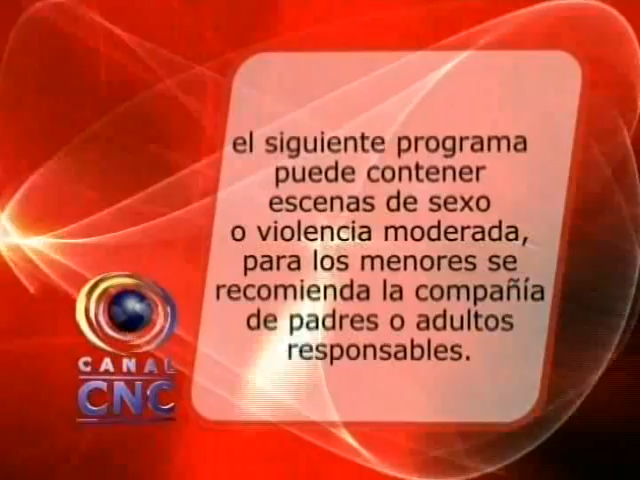 el siguiente programa
puede contener
escenas de sexo
o violencia moderada,
para los menores se
recomienda la compañía
de padres o adultos
responsables.
CANAL
CNC